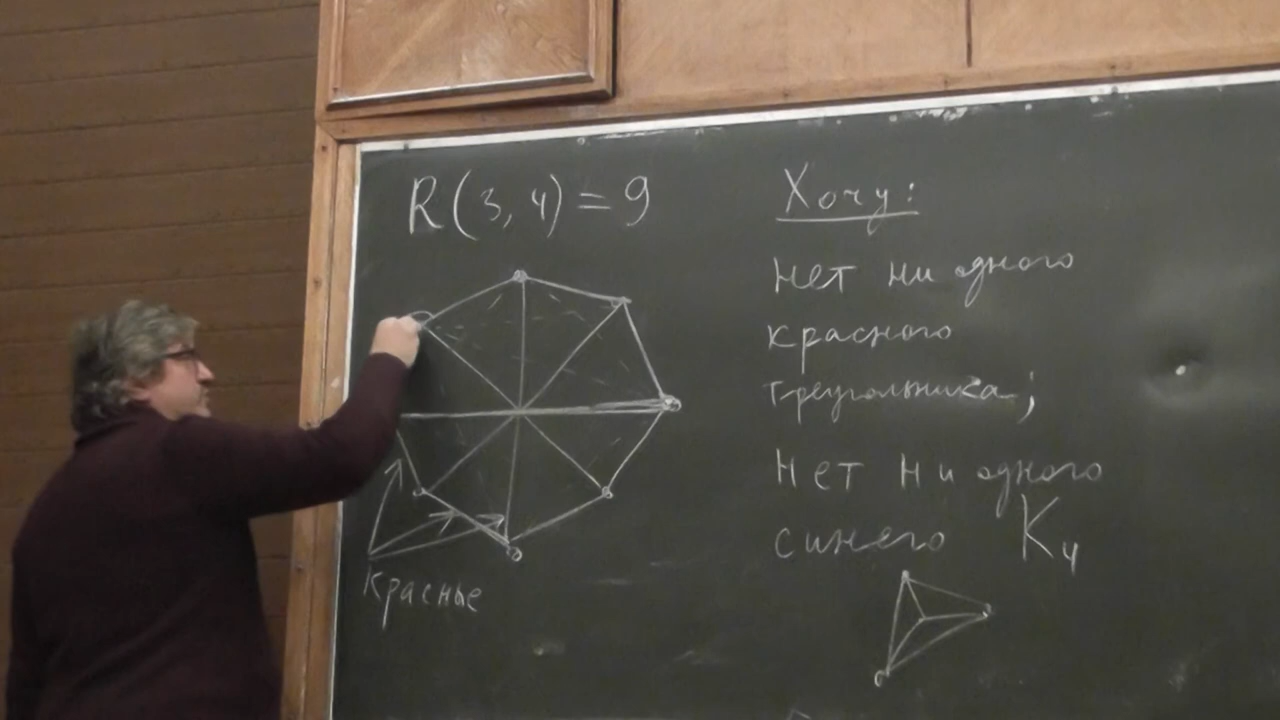 R(3,4)=9
Красные
Хочу:
нет ни одного
красного
треугольника;
нет ни одного
синего K₄